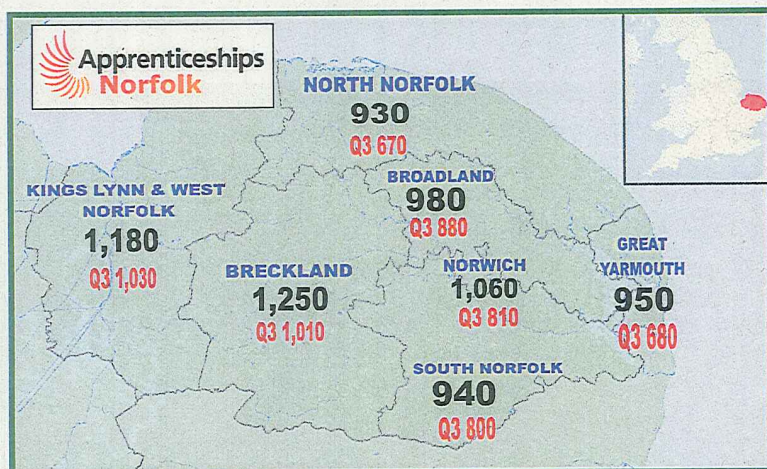 Apprenticeships
Norfolk
NORTH NORFOLK
930
Q3 670
BROADLAND
980
Q3 880
KINGS LYNN & WEST
NORFOLK
1,180
Q3 1,030
BRECKLAND
1,250
Q3 1,010
NORWICH
1,060
Q3 810
GREAT
YARMOUTH
950
Q3 680
SOUTH NORFOLK
940
Q3 800